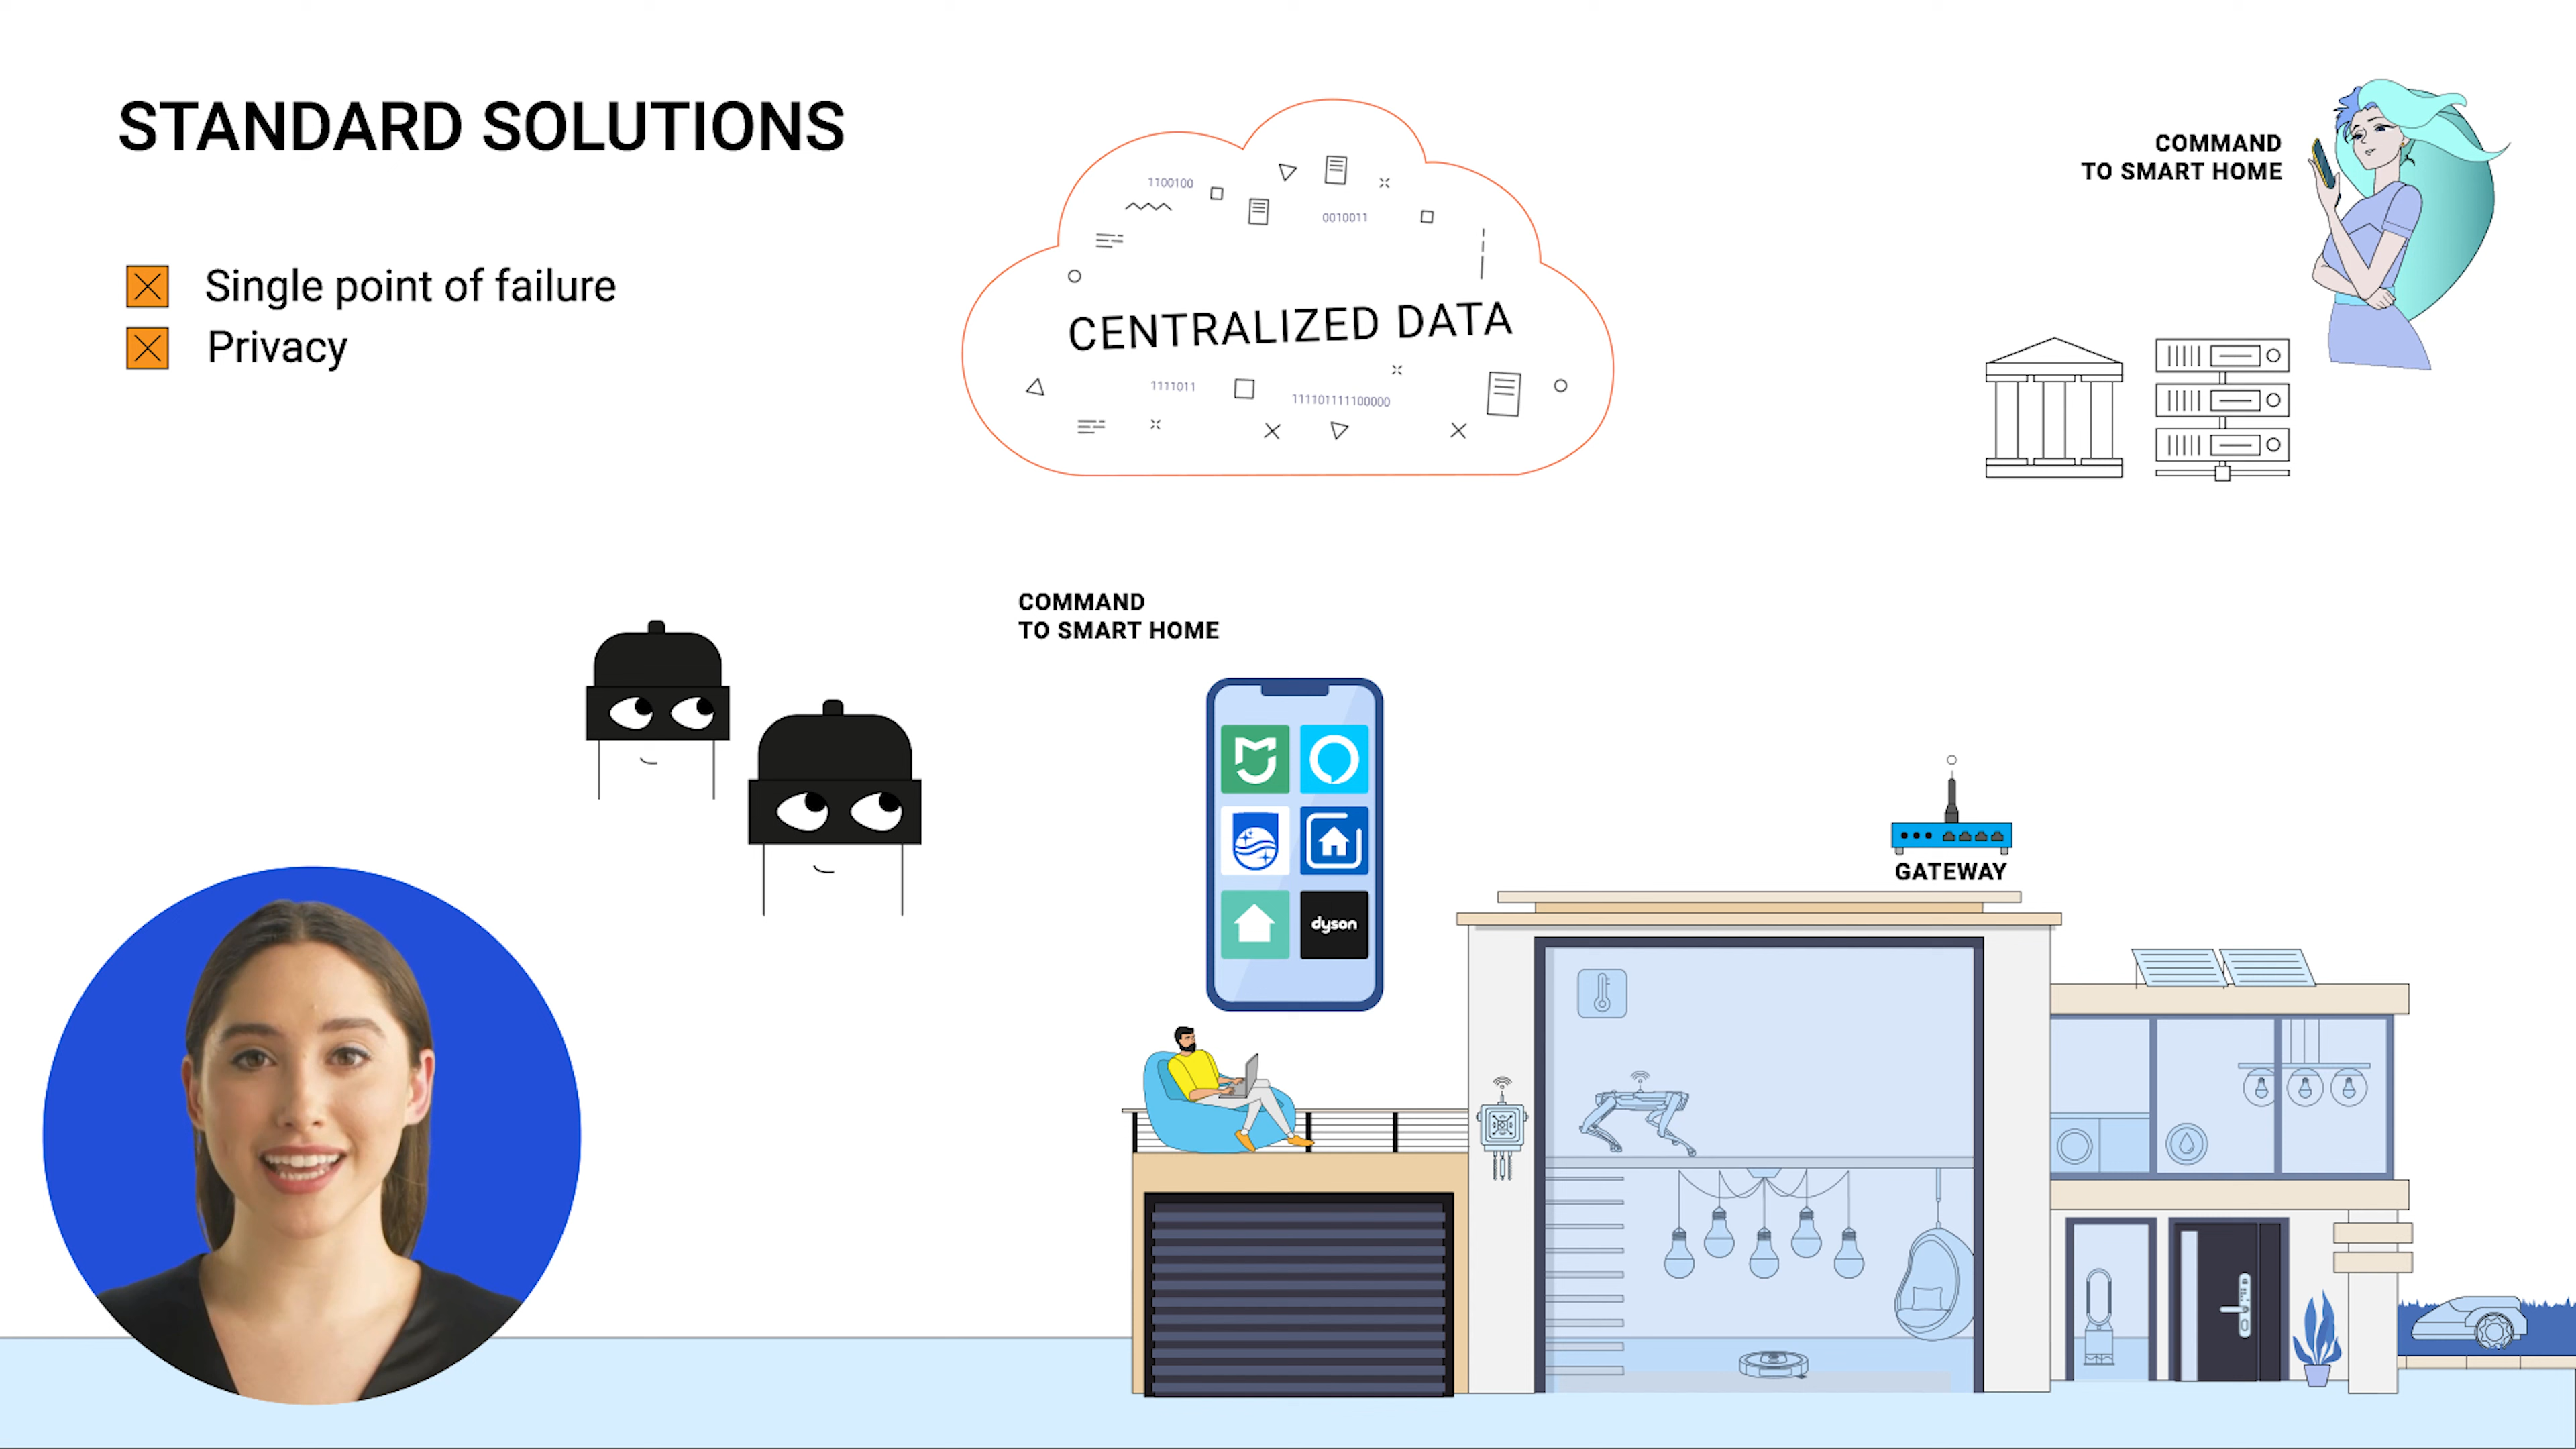 STANDARD SOLUTIONS
Single point of failure
Privacy
1100100
0010011
CENTRALIZED DATA
1111011
111101111100000
COMMAND
TO SMART HOME
COMMAND
TO SMART HOME
dyson
GATEWAY